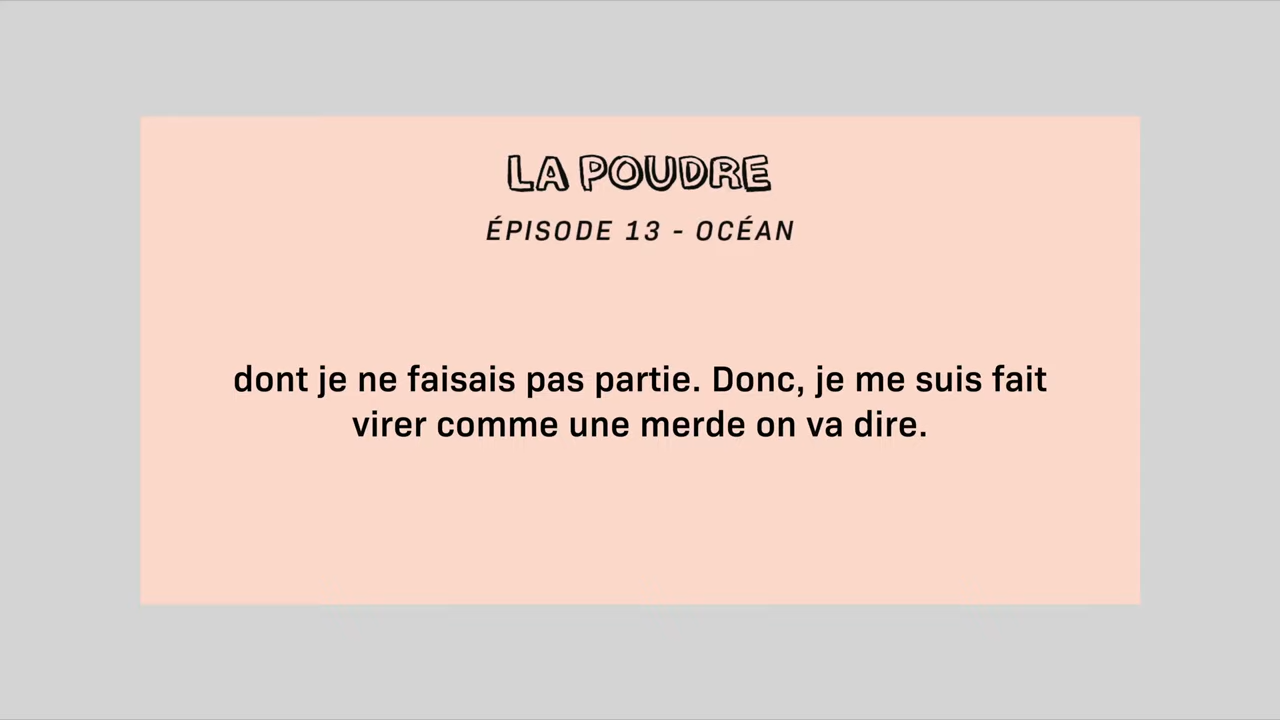 LA POUDRE
ÉPISODE 13 - OCÉAN
dont je ne faisais pas partie. Donc, je me suis fait
virer comme une merde on va dire.